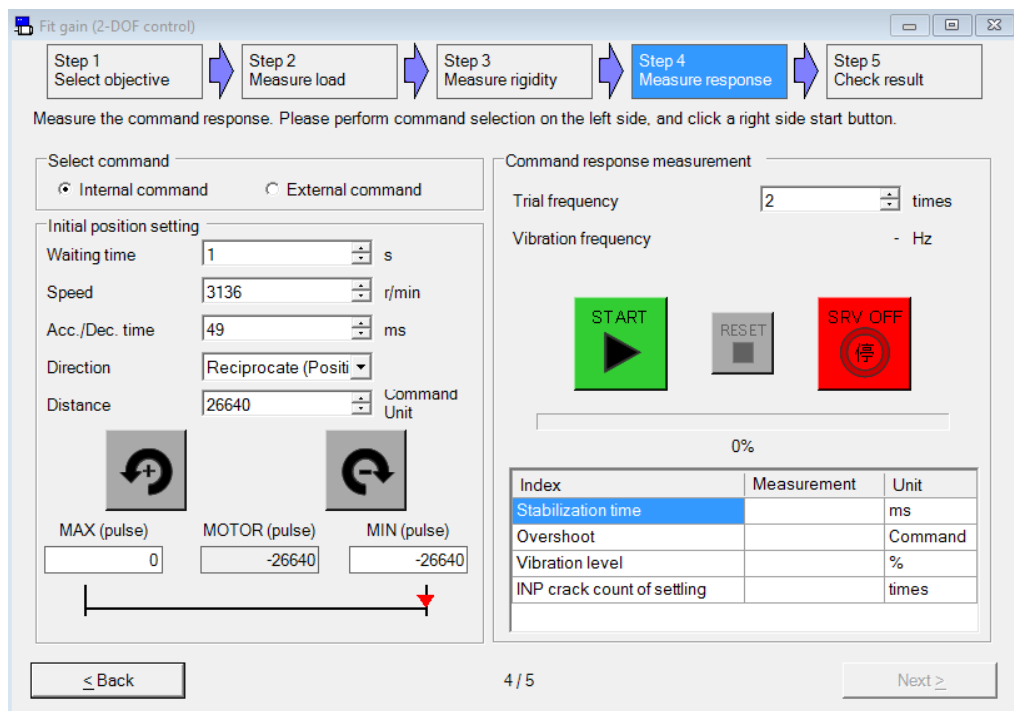 Fit gain (2-DOF control)
Step 1
Select objective
Step 2
Measure load
Step 3
Measure rigidity
Step 4
Measure response
Step 5
Check result
Measure the command response. Please perform command selection on the left side, and click a right side start button.
Select command
Internal command
External command
Initial position setting
Waiting time
1
s
Speed
3136
r/min
Acc./Dec. time
49
ms
Direction
Reciprocate (Positi
Distance
26640
Command
Unit
MAX (pulse)
MOTOR (pulse)
MIN (pulse)
0
-26640
-26640
Command response measurement
Trial frequency
2
times
Vibration frequency
- Hz
START
RESET
SRV OFF
停
0%
Index
Measurement
Unit
Stabilization time
ms
Overshoot
Command
Vibration level
%
INP crack count of settling
times
< Back
4 / 5
Next >